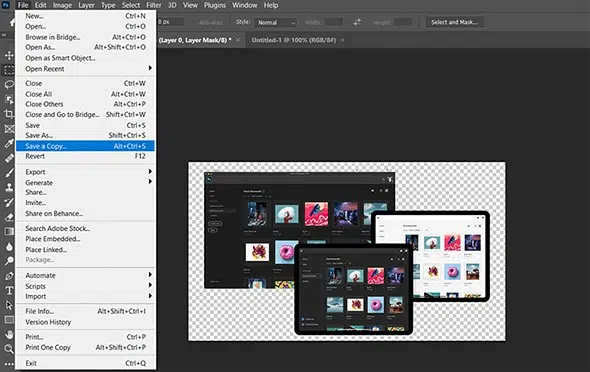 Ps File Edit Image Layer Type Select Filter 3D View Plugins Window Help
0 px Anti-alias Style: Normal Width: Height: Select and Mask...
(Layer 0, Layer Mask/8) * × Untitled-1 @ 100% (RGB/8#) ×
New... Ctrl+N
Open... Ctrl+O
Browse in Bridge... Alt+Ctrl+O
Open As... Alt+Shift+Ctrl+O
Open as Smart Object...
Open Recent
Close Ctrl+W
Close All Alt+Ctrl+W
Close Others Alt+Ctrl+P
Close and Go to Bridge... Shift+Ctrl+W
Save Ctrl+S
Save As... Shift+Ctrl+S
Save a Copy... Alt+Ctrl+S
Revert F12
Export
Generate
Share...
Invite...
Share on Behance...
Search Adobe Stock...
Place Embedded...
Place Linked...
Package...
Automate
Scripts
Import
File Info... Alt+Shift+Ctrl+I
Version History
Print... Ctrl+P
Print One Copy Alt+Shift+Ctrl+P
Exit Ctrl+Q